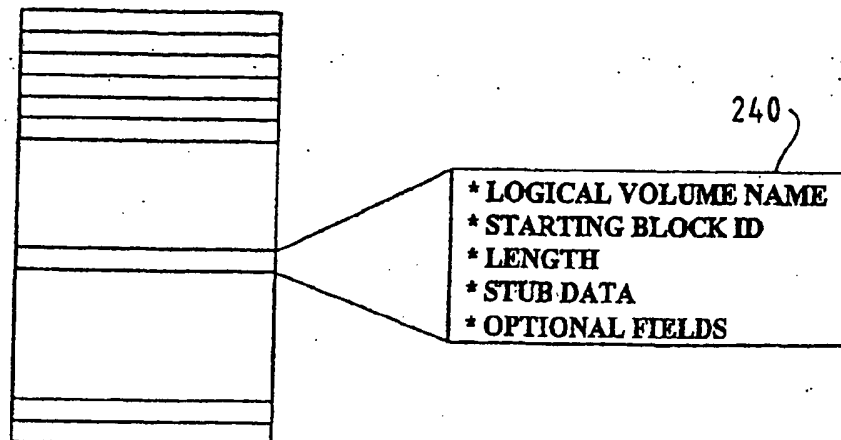 240
* LOGICAL VOLUME NAME
* STARTING BLOCK ID
* LENGTH
* STUB DATA
* OPTIONAL FIELDS